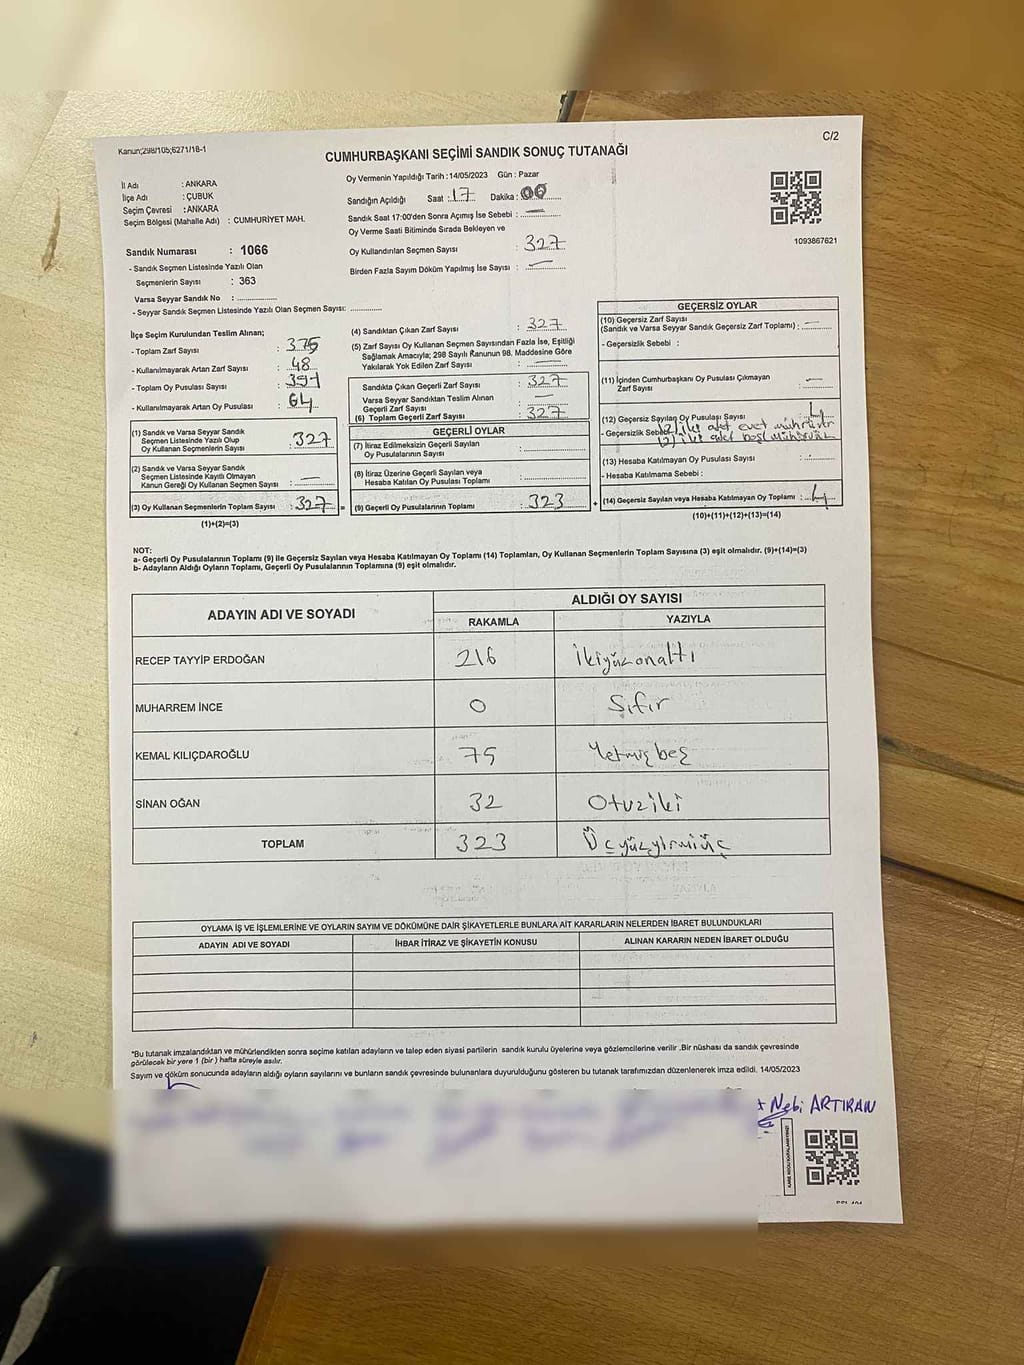 Kanun;298/105;6271/18-1
C/2
CUMHURBAŞKANI SEÇİMİ SANDIK SONUÇ TUTANAĞI
İl Adı : ANKARA
İlçe Adı : ÇUBUK
Seçim Çevresi : ANKARA
Seçim Bölgesi (Mahalle Adı) : CUMHURİYET MAH.
Sandık Numarası : 1066
- Sandık Seçmen Listesinde Yazılı Olan
Seçmenlerin Sayısı : 363
Varsa Seyyar Sandık No :
- Seyyar Sandık Seçmen Listesinde Yazılı Olan Seçmen Sayısı:
Oy Vermenin Yapıldığı Tarih : 14/05/2023 Gün : Pazar
Sandığın Açıldığı Saat : 17 Dakika : 00
Sandık Saat 17:00'den Sonra Açımış İse Sebebi : —
Oy Verme Saati Bitiminde Sırada Bekleyen ve
Oy Kullandırılan Seçmen Sayısı : 327
Birden Fazla Sayım Döküm Yapılmış İse Sayısı : —
1093867621
İlçe Seçim Kurulundan Teslim Alınan;
- Toplam Zarf Sayısı : 375
- Kullanılmayarak Artan Zarf Sayısı : 48
- Toplam Oy Pusulası Sayısı : 391
- Kullanılmayarak Artan Oy Pusulası : 64
(1) Sandık ve Varsa Seyyar Sandık
Seçmen Listesinde Yazılı Olup
Oy Kullanan Seçmenlerin Sayısı : 327
(2) Sandık ve Varsa Seyyar Sandık
Seçmen Listesinde Kayıtlı Olmayan
Kanun Gereği Oy Kullanan Seçmen Sayısı : —
(3) Oy Kullanan Seçmenlerin Toplam Sayısı : 327 =
(1)+(2)=(3)
(4) Sandıktan Çıkan Zarf Sayısı : 327
(5) Zarf Sayısı Oy Kullanan Seçmen Sayısından Fazla İse, Eşitliği
Sağlamak Amacıyla; 298 Sayılı Kanunun 98. Maddesine Göre
Yakılarak Yok Edilen Zarf Sayısı : —
Sandıkta Çıkan Geçerli Zarf Sayısı : 327
Varsa Seyyar Sandıktan Teslim Alınan
Geçerli Zarf Sayısı : —
(6) Toplam Geçerli Zarf Sayısı : 327
GEÇERLİ OYLAR
(7) İtiraz Edilmeksizin Geçerli Sayılan
Oy Pusulalarının Sayısı :
(8) İtiraz Üzerine Geçerli Sayılan veya
Hesaba Katılan Oy Pusulası Toplamı :
(9) Geçerli Oy Pusulalarının Toplamı : 323 +
GEÇERSİZ OYLAR
(10) Geçersiz Zarf Sayısı
(Sandık ve Varsa Seyyar Sandık Geçersiz Zarf Toplamı) : —
- Geçersizlik Sebebi :
(11) İçinden Cumhurbaşkanı Oy Pusulası Çıkmayan
Zarf Sayısı : —
(12) Geçersiz Sayılan Oy Pusulası Sayısı : 4
- Geçersizlik Sebebi (2) iki adet evet mühürlü
(2) iki adet boş mühürsüz
(13) Hesaba Katılmayan Oy Pusulası Sayısı :
- Hesaba Katılmama Sebebi :
(14) Geçersiz Sayılan veya Hesaba Katılmayan Oy Toplamı : 4
(10)+(11)+(12)+(13)=(14)
NOT:
a- Geçerli Oy Pusulalarının Toplamı (9) ile Geçersiz Sayılan veya Hesaba Katılmayan Oy Toplamı (14) Toplamları, Oy Kullanan Seçmenlerin Toplam Sayısına (3) eşit olmalıdır. (9)+(14)=(3)
b- Adayların Aldığı Oyların Toplamı, Geçerli Oy Pusulalarının Toplamına (9) eşit olmalıdır.
ADAYIN ADI VE SOYADI ALDIĞI OY SAYISI
RAKAMLA YAZIYLA
RECEP TAYYİP ERDOĞAN 216 İkiyüzonaltı
MUHARREM İNCE 0 Sıfır
KEMAL KILIÇDAROĞLU 75 Yetmişbeş
SİNAN OĞAN 32 Otuziki
TOPLAM 323 Üçyüzyirmiüç
OYLAMA İŞ VE İŞLEMLERİNE VE OYLARIN SAYIM VE DÖKÜMÜNE DAİR ŞİKAYETLERLE BUNLARA AİT KARARLARIN NELERDEN İBARET BULUNDUKLARI
ADAYIN ADI VE SOYADI İHBAR İTİRAZ VE ŞİKAYETİN KONUSU ALINAN KARARIN NEDEN İBARET OLDUĞU
*Bu tutanak imzalandıktan ve mühürlendikten sonra seçime katılan adayların ve talep eden siyasi partilerin sandık kurulu üyelerine veya gözlemcilerine verilir .Bir nüshası da sandık çevresinde
görülecek bir yere 1 (bir) hafta süreyle asılır.
Sayım ve döküm sonucunda adayların aldığı oyların sayılarını ve bunların sandık çevresinde bulunanlara duyurulduğunu gösteren bu tutanak tarafımızdan düzenlenerek imza edildi. 14/05/2023
Nebi ARTIRAN